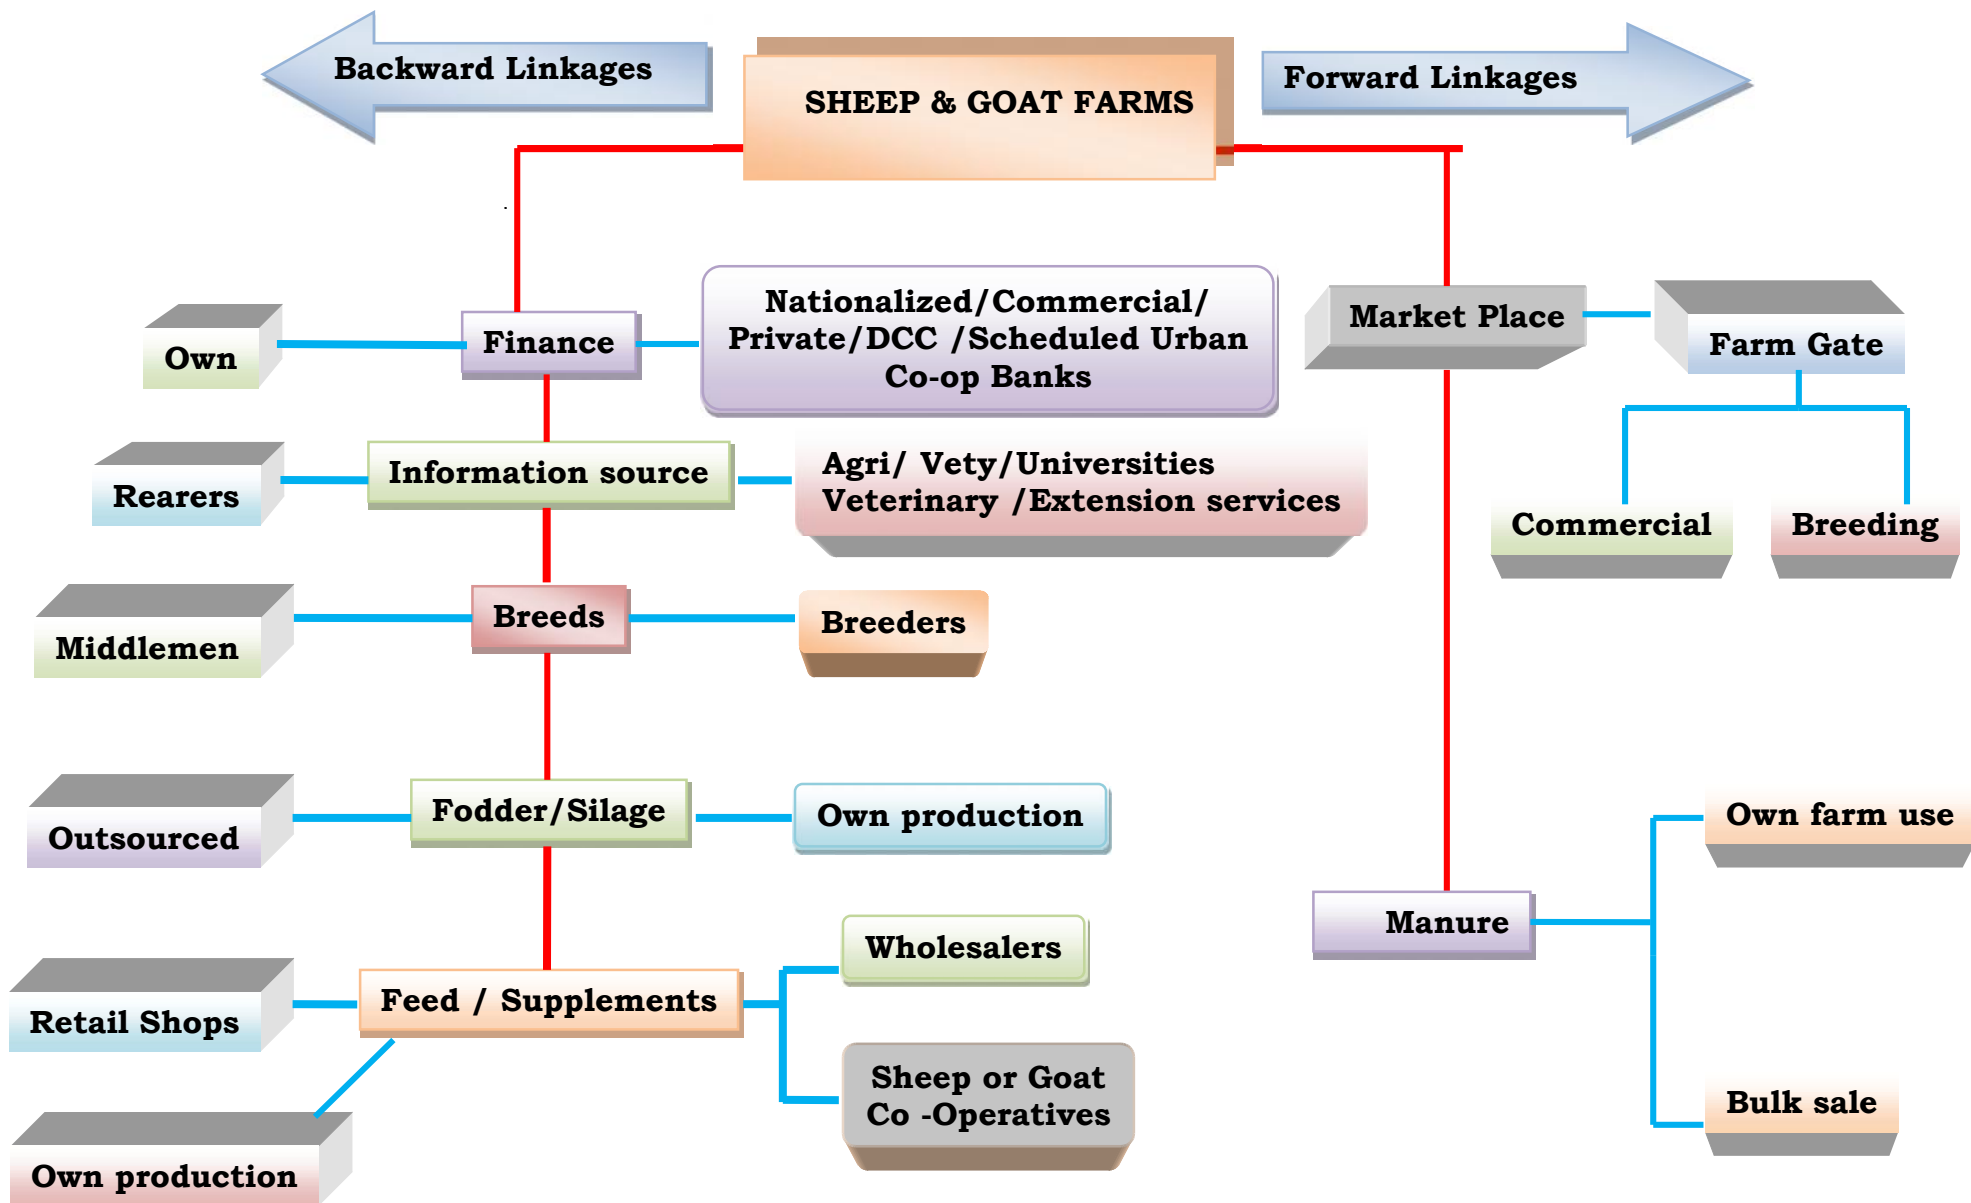 Backward Linkages
SHEEP & GOAT FARMS
Forward Linkages
.
Own
Finance
Nationalized/Commercial/
Private/DCC /Scheduled Urban
Co-op Banks
Market Place
Farm Gate
Rearers
Information source
Agri/ Vety/Universities
Veterinary /Extension services
Commercial
Breeding
Middlemen
Breeds
Breeders
Outsourced
Fodder/Silage
Own production
Own farm use
Retail Shops
Feed / Supplements
Wholesalers
Manure
Sheep or Goat
Co -Operatives
Bulk sale
Own production